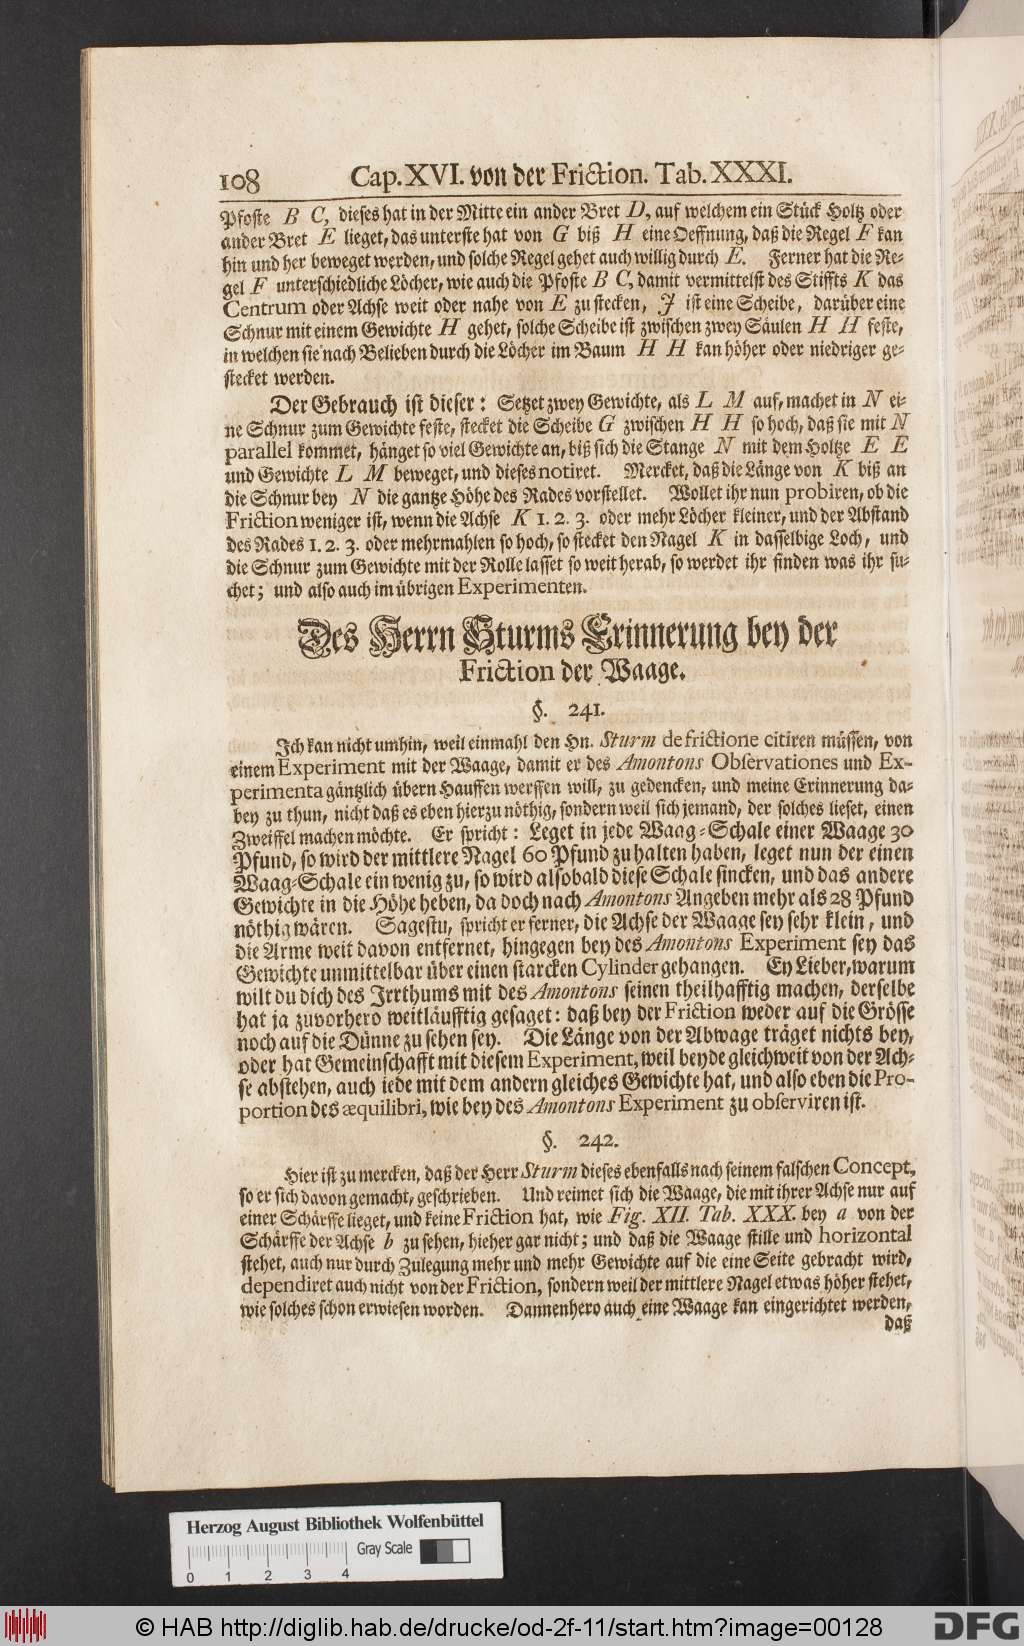 108 Cap. XVI. von der Friction. Tab. XXXI.
Pfoste B C, dieses hat in der Mitte ein ander Bret D, auf welchem ein Stück Holtz oder
ander Bret E lieget, das unterste hat von G biß H eine Oeffnung, daß die Regel F kan
hin und her beweget werden, und solche Regel gehet auch willig durch E. Ferner hat die Re-
gel F unterschiedliche Löcher, wie auch die Pfoste B C, damit vermittelst des Stiffts K das
Centrum oder Achse weit oder nahe von E zu stecken, J ist eine Scheibe, darüber eine
Schnur mit einem Gewichte H gehet, solche Scheibe ist zwischen zwey Säulen H H feste,
in welchen sie nach Belieben durch die Löcher im Baum H H kan höher oder niedriger ge-
stecket werden.
Der Gebrauch ist dieser: Setzet zwey Gewichte, als L M auf, machet in N ei-
ne Schnur zum Gewichte feste, stecket die Scheibe G zwischen H H so hoch, daß sie mit N
parallel kommet, hänget so viel Gewichte an, biß sich die Stange N mit dem Holtze E E
und Gewichte L M beweget, und dieses notiret. Mercket, daß die Länge von K biß an
die Schnur bey N die gantze Höhe des Rades vorstellet. Wollet ihr nun probiren, ob die
Friction weniger ist, wenn die Achse K 1. 2. 3. oder mehr Löcher kleiner, und der Abstand
des Rades 1. 2. 3. oder mehrmahlen so hoch, so stecket den Nagel K in dasselbige Loch, und
die Schnur zum Gewichte mit der Rolle lasset so weit herab, so werdet ihr finden was ihr su-
chet; und also auch im übrigen Experimenten.
Des Herrn Sturms Erinnerung bey der
Friction der Waage.
§. 241.
Ich kan nicht umhin, weil einmahl den Hn. Sturm de frictione citiren müssen, von
einem Experiment mit der Waage, damit er des Amontons Observationes und Ex-
perimenta gäntzlich übern Hauffen werffen will, zu gedencken, und meine Erinnerung da-
bey zu thun, nicht daß es eben hierzu nöthig, sondern weil sich jemand, der solches lieset, einen
Zweiffel machen möchte. Er spricht: Leget in jede Waag-Schale einer Waage 30
Pfund, so wird der mittlere Nagel 60 Pfund zu halten haben, leget nun der einen
Waag-Schale ein wenig zu, so wird alsobald diese Schale sincken, und das andere
Gewichte in die Höhe heben, da doch nach Amontons Angeben mehr als 28 Pfund
nöthig wären. Sagestu, spricht er ferner, die Achse der Waage sey sehr klein, und
die Arme weit davon entfernet, hingegen bey des Amontons Experiment sey das
Gewichte unmittelbar über einen starcken Cylinder gehangen. Ey Lieber, warum
wilt du dich des Irrthums mit des Amontons seinen theilhafftig machen, derselbe
hat ja zuvorhero weitläufftig gesaget: daß bey der Friction weder auf die Grösse
noch auf die Dünne zu sehen sey. Die Länge von der Abwage träget nichts bey,
oder hat Gemeinschafft mit diesem Experiment, weil beyde gleichweit von der Ach-
se abstehen, auch iede mit dem andern gleiches Gewichte hat, und also eben die Pro-
portion des æquilibri, wie bey des Amontons Experiment zu observiren ist.
§. 242.
Hier ist zu mercken, daß der Herr Sturm dieses ebenfalls nach seinem falschen Concept,
so er sich davon gemacht, geschrieben. Und reimet sich die Waage, die mit ihrer Achse nur auf
einer Schärffe lieget, und keine Friction hat, wie Fig. XII. Tab. XXX. bey a von der
Schärffe der Achse b zu sehen, hieher gar nicht; und daß die Waage stille und horizontal
stehet, auch nur durch Zulegung mehr und mehr Gewichte auf die eine Seite gebracht wird,
dependiret auch nicht von der Friction, sondern weil der mittlere Nagel etwas höher stehet,
wie solches schon erwiesen worden. Dannenhero auch eine Waage kan eingerichtet werden,
daß
Herzog August Bibliothek Wolfenbüttel
0 1 2 3 4 Gray Scale
© HAB http://diglib.hab.de/drucke/od-2f-11/start.htm?image=00128
DFG